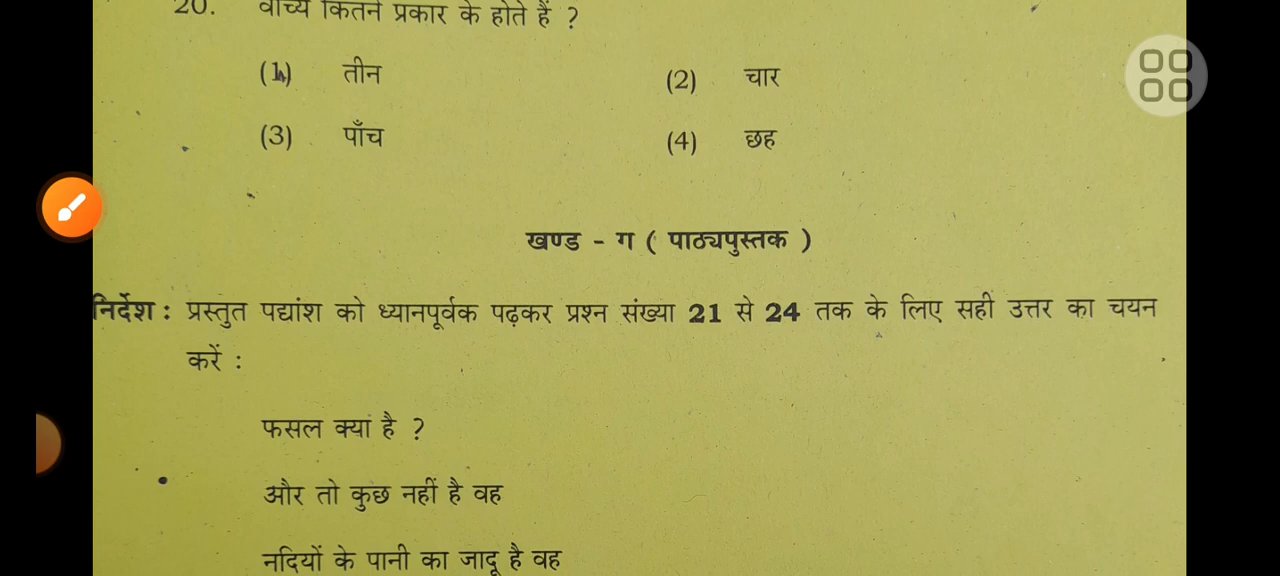 20. वाच्य कितने प्रकार के होते हैं ?
(1) तीन (2) चार
(3) पाँच (4) छह
खण्ड - ग ( पाठ्यपुस्तक )
निर्देश : प्रस्तुत पद्यांश को ध्यानपूर्वक पढ़कर प्रश्न संख्या 21 से 24 तक के लिए सही उत्तर का चयन
करें :
फसल क्या है ?
और तो कुछ नहीं है वह
नदियों के पानी का जादू है वह